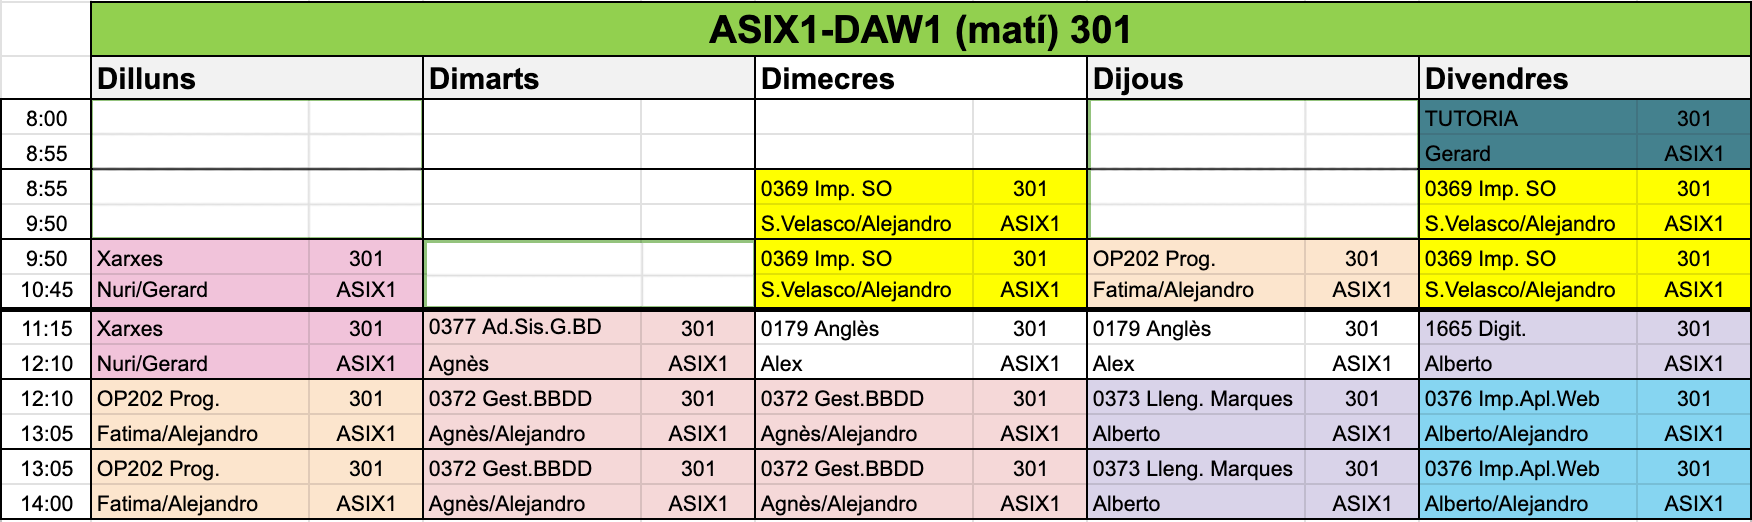 ASIX1-DAW1 (matí) 301
Dilluns Dimarts Dimecres Dijous Divendres
8:00 TUTORIA 301
8:55 Gerard ASIX1
8:55 0369 Imp. SO 301 0369 Imp. SO 301
9:50 S.Velasco/Alejandro ASIX1 S.Velasco/Alejandro ASIX1
9:50 Xarxes 301 0369 Imp. SO 301 OP202 Prog. 301 0369 Imp. SO 301
10:45 Nuri/Gerard ASIX1 S.Velasco/Alejandro ASIX1 Fatima/Alejandro ASIX1 S.Velasco/Alejandro ASIX1
11:15 Xarxes 301 0377 Ad.Sis.G.BD 301 0179 Anglès 301 0179 Anglès 301 1665 Digit. 301
12:10 Nuri/Gerard ASIX1 Agnès ASIX1 Alex ASIX1 Alex ASIX1 Alberto ASIX1
12:10 OP202 Prog. 301 0372 Gest.BBDD 301 0372 Gest.BBDD 301 0373 Lleng. Marques 301 0376 Imp.Apl.Web 301
13:05 Fatima/Alejandro ASIX1 Agnès/Alejandro ASIX1 Agnès/Alejandro ASIX1 Alberto ASIX1 Alberto/Alejandro ASIX1
13:05 OP202 Prog. 301 0372 Gest.BBDD 301 0372 Gest.BBDD 301 0373 Lleng. Marques 301 0376 Imp.Apl.Web 301
14:00 Fatima/Alejandro ASIX1 Agnès/Alejandro ASIX1 Agnès/Alejandro ASIX1 Alberto ASIX1 Alberto/Alejandro ASIX1